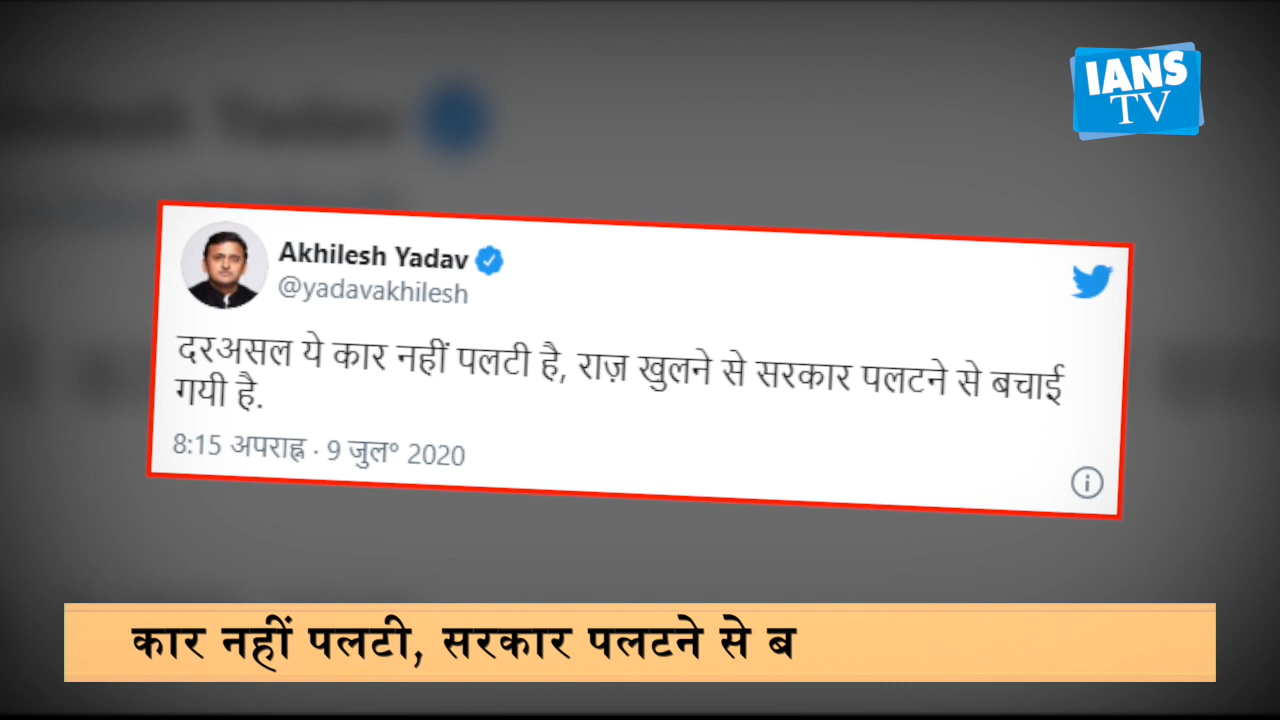 IANS
TV
Akhilesh Yadav
@yadavakhilesh
दरअसल ये कार नहीं पलटी है, राज़ खुलने से सरकार पलटने से बचाई
गयी है.
8:15 अपराह्न · 9 जुल॰ 2020
कार नहीं पलटी, सरकार पलटने से ब